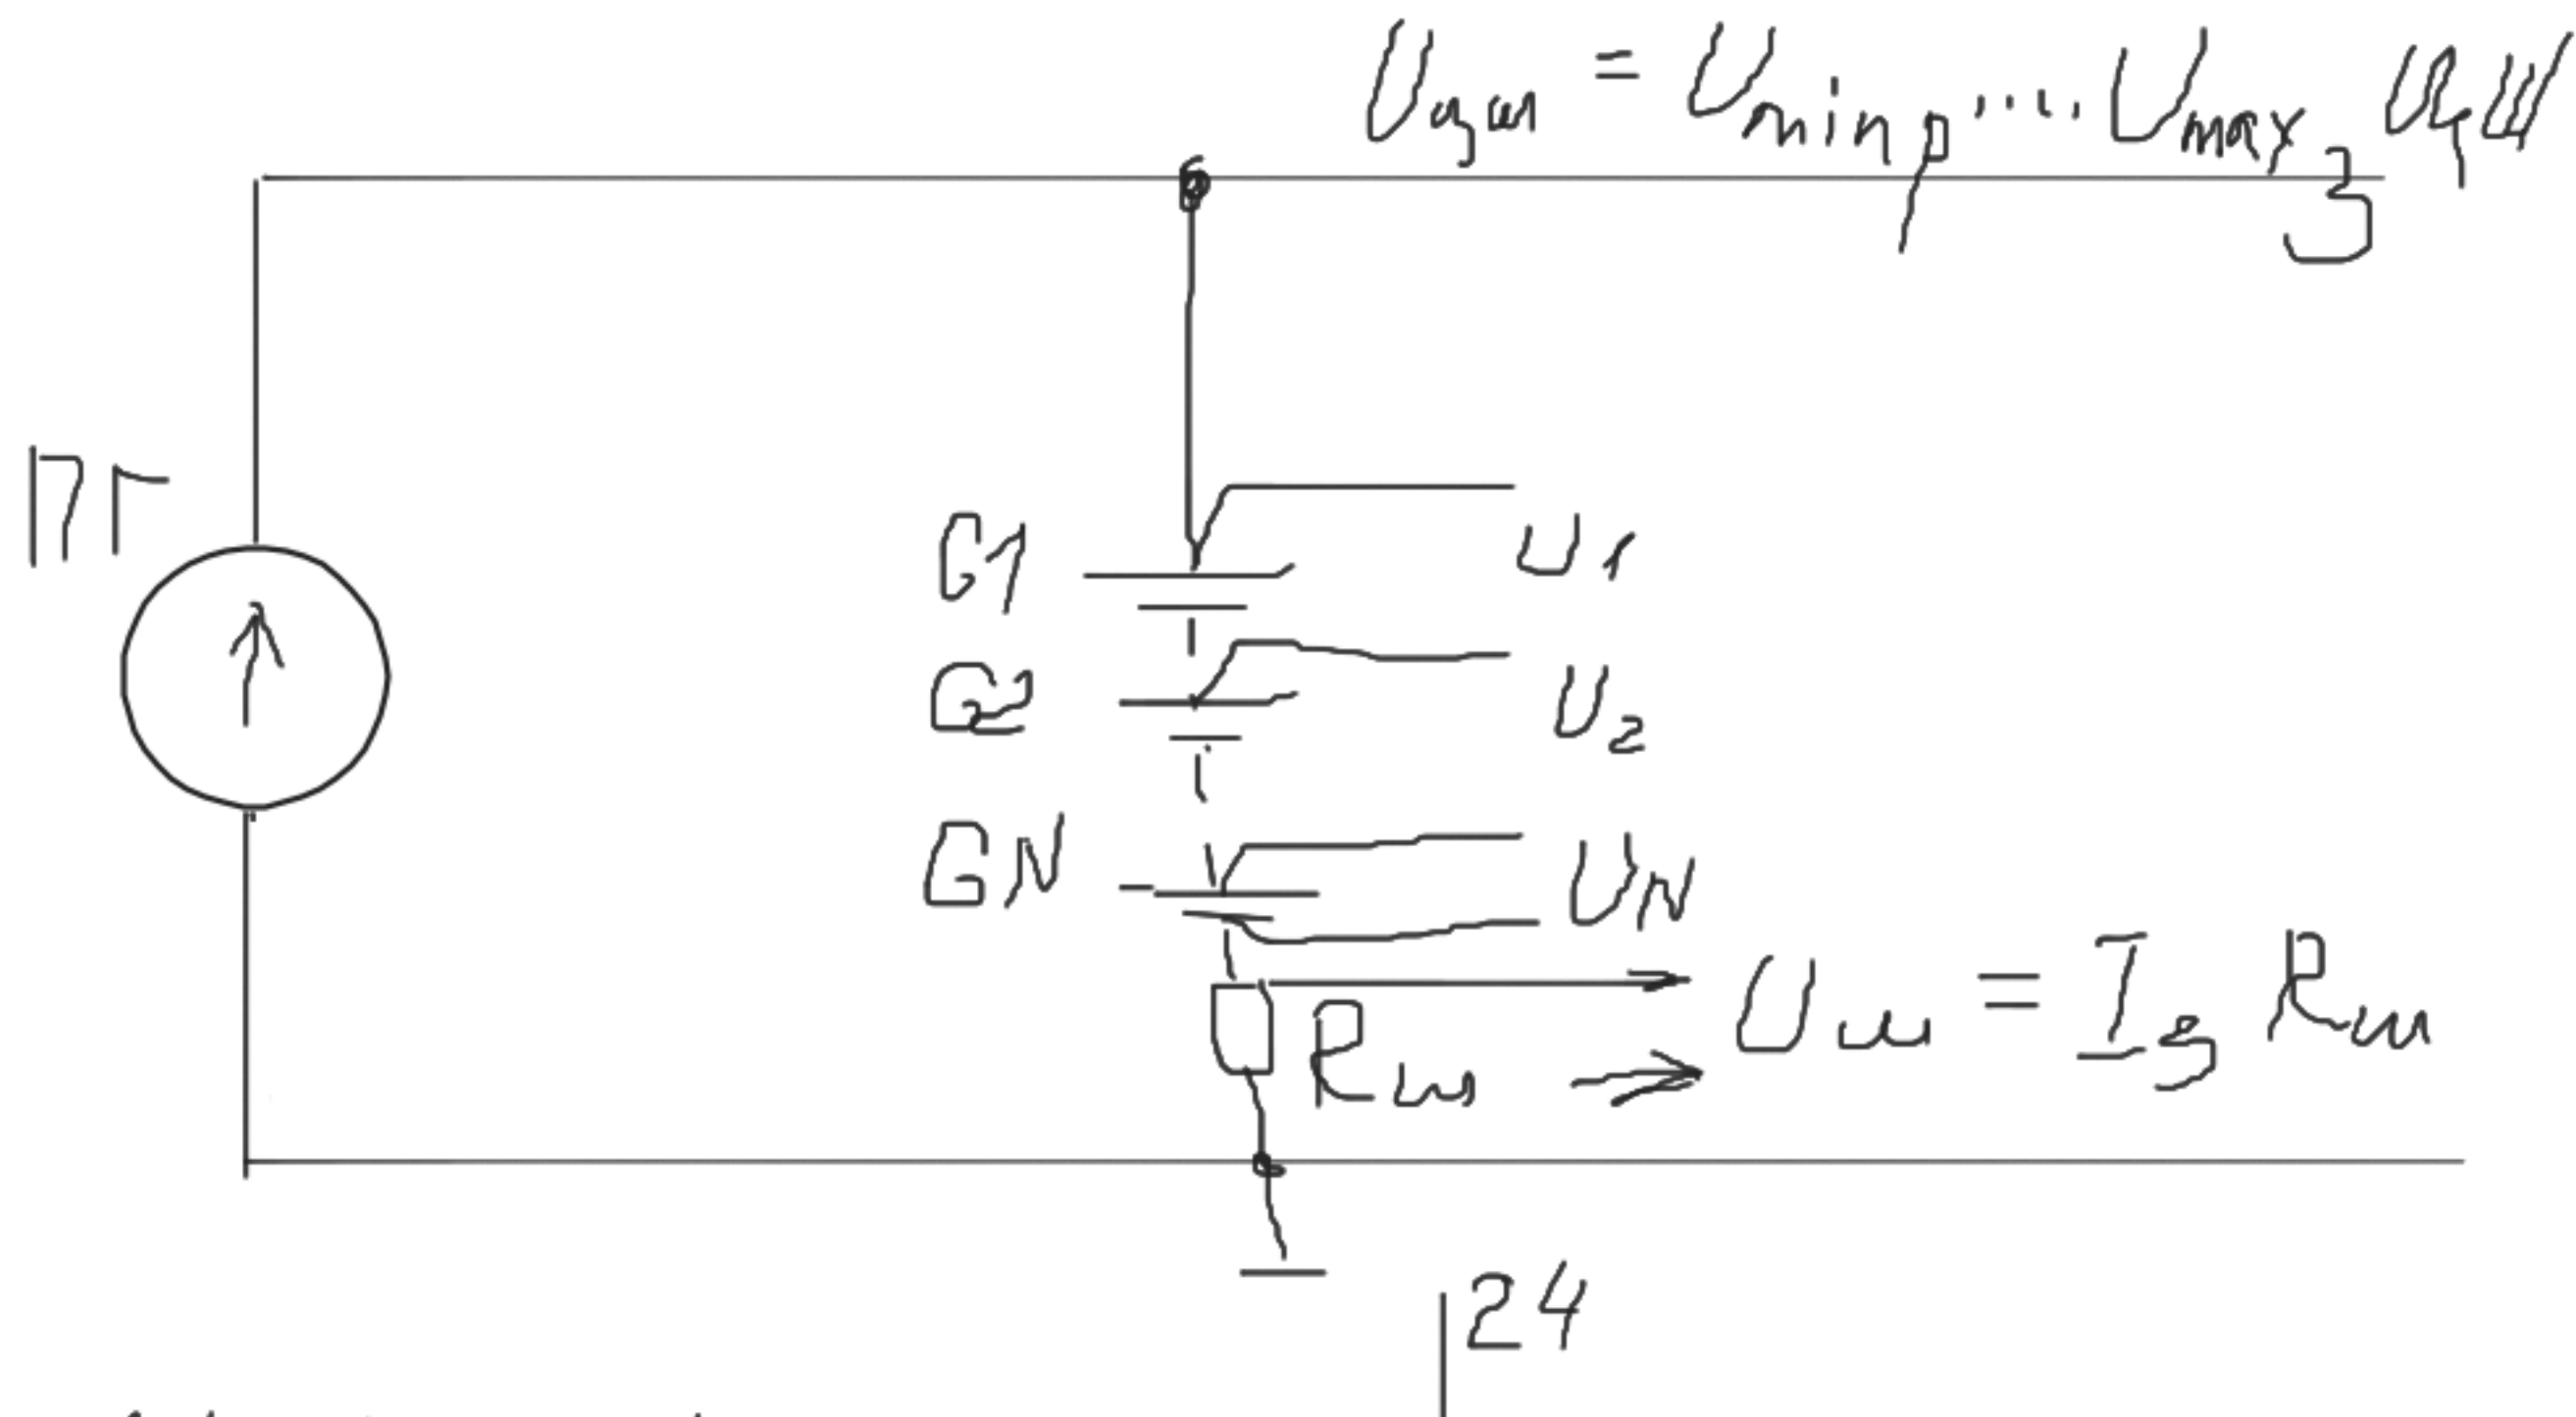 Uзш = Umin р .... Umax з
ПГ
G1 U1
G2 U2
GN UN
Rш Uш = Iз Rш
24